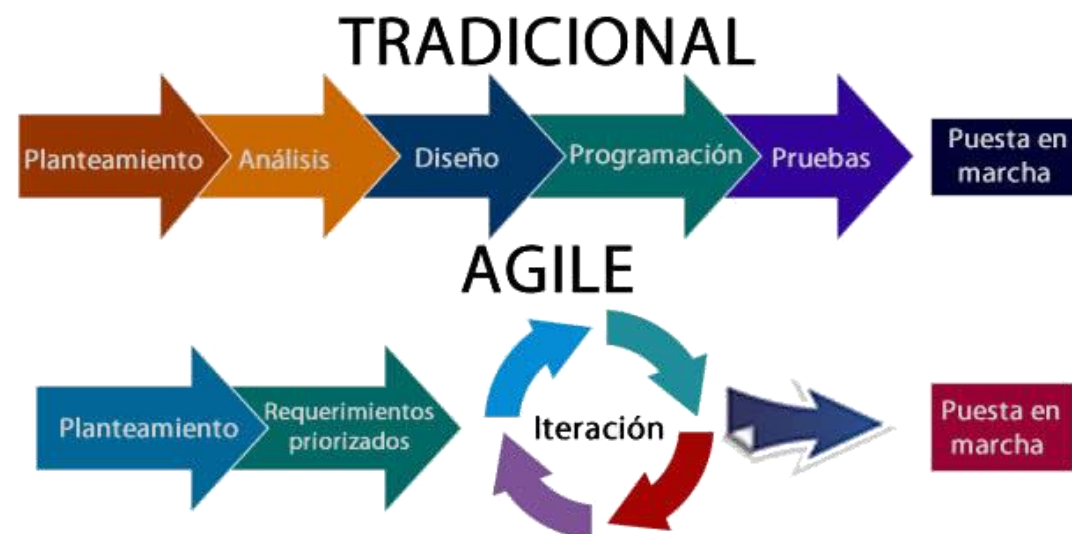 TRADICIONAL
Planteamiento
Análisis
Diseño
Programación
Pruebas
Puesta en
marcha
AGILE
Planteamiento
Requerimientos
priorizados
Iteración
Puesta en
marcha